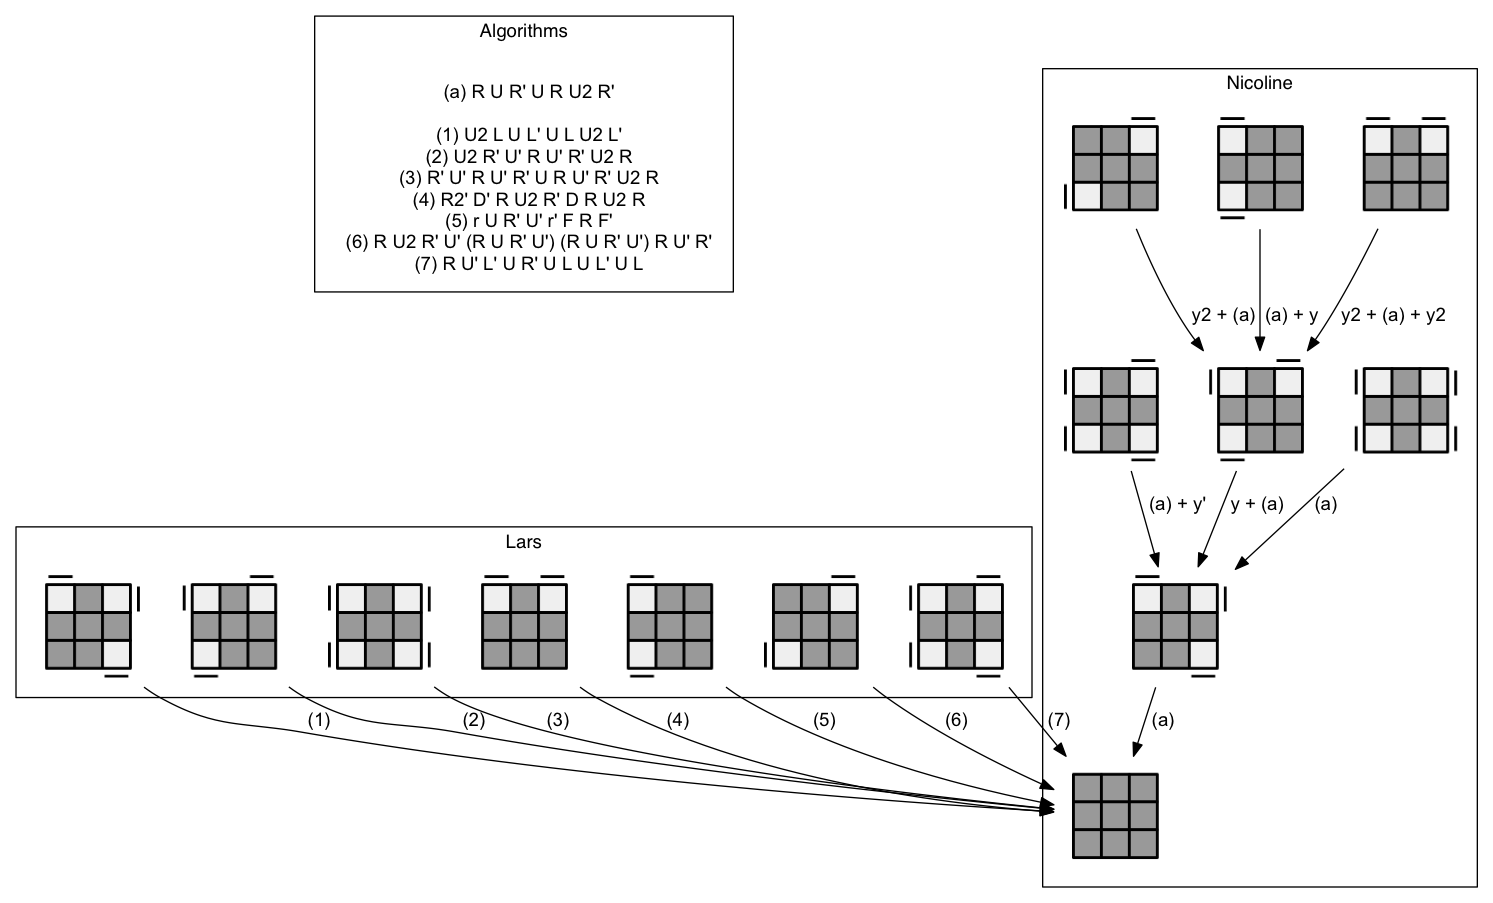 Algorithms
(a) R U R' U R U2 R'
(1) U2 L U L' U L U2 L'
(2) U2 R' U' R U' R' U2 R
(3) R' U' R U' R' U R U' R' U2 R
(4) R2' D' R U2 R' D R U2 R
(5) r U R' U' r' F R F'
(6) R U2 R' U' (R U R' U') (R U R' U') R U' R'
(7) R U' L' U R' U L U L' U L
Nicoline
y2 + (a)
(a) + y
y2 + (a) + y2
(a) + y'
y + (a)
(a)
Lars
(1)
(2)
(3)
(4)
(5)
(6)
(7)
(a)